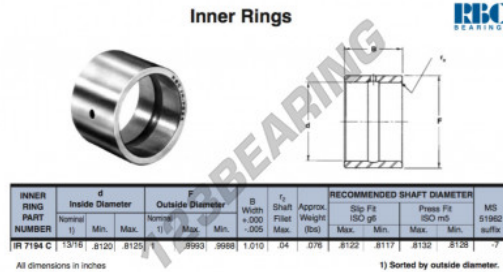 Inner Rings
RBC
BEARINGS
B
r₂
d
F
123BEARING
INNER RING PART NUMBER
d Inside Diameter
F Outside Diameter
B Width +.000 -.005
r₂ Shaft Fillet Max.
Approx. Weight (lbs)
RECOMMENDED SHAFT DIAMETER
Slip Fit ISO g6
Press Fit ISO m5
MS 51962 suffix
Nominal 1) Min. Max. Nominal 1) Max. Min. Max. Min. Max. Min.
IR 7194 C 13/16 .8120 .8125 1 .9993 .9988 1.010 .04 .076 .8122 .8117 .8132 .8128 -7
All dimensions in inches
1) Sorted by outside diameter.